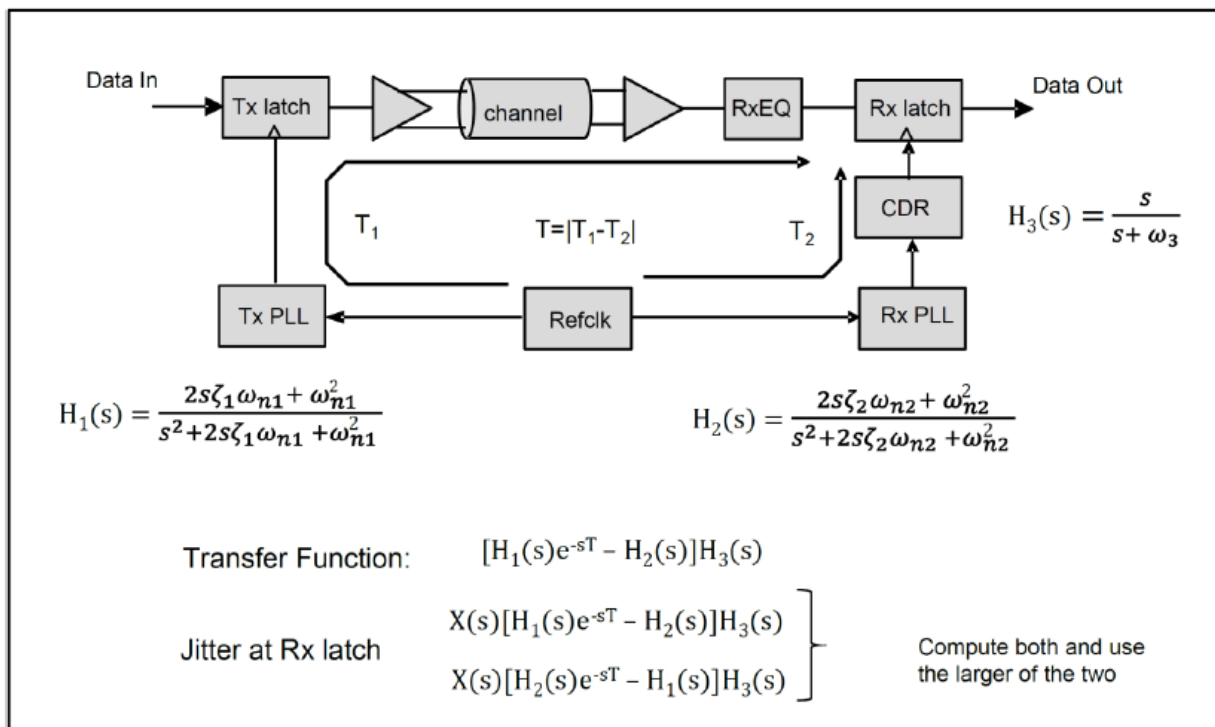 Data In
Tx latch
channel
RxEQ
Rx latch
Data Out
T₁
T=|T₁-T₂|
T₂
CDR
H₃(s) = s / (s + ω₃)
Tx PLL
Refclk
Rx PLL
H₁(s) = (2sζ₁ωₙ₁ + ω²ₙ₁) / (s² + 2sζ₁ωₙ₁ + ω²ₙ₁)
H₂(s) = (2sζ₂ωₙ₂ + ω²ₙ₂) / (s² + 2sζ₂ωₙ₂ + ω²ₙ₂)
Transfer Function: [H₁(s)e^-sT – H₂(s)]H₃(s)
X(s)[H₁(s)e^-sT – H₂(s)]H₃(s)
Jitter at Rx latch
X(s)[H₂(s)e^-sT – H₁(s)]H₃(s)
Compute both and use
the larger of the two